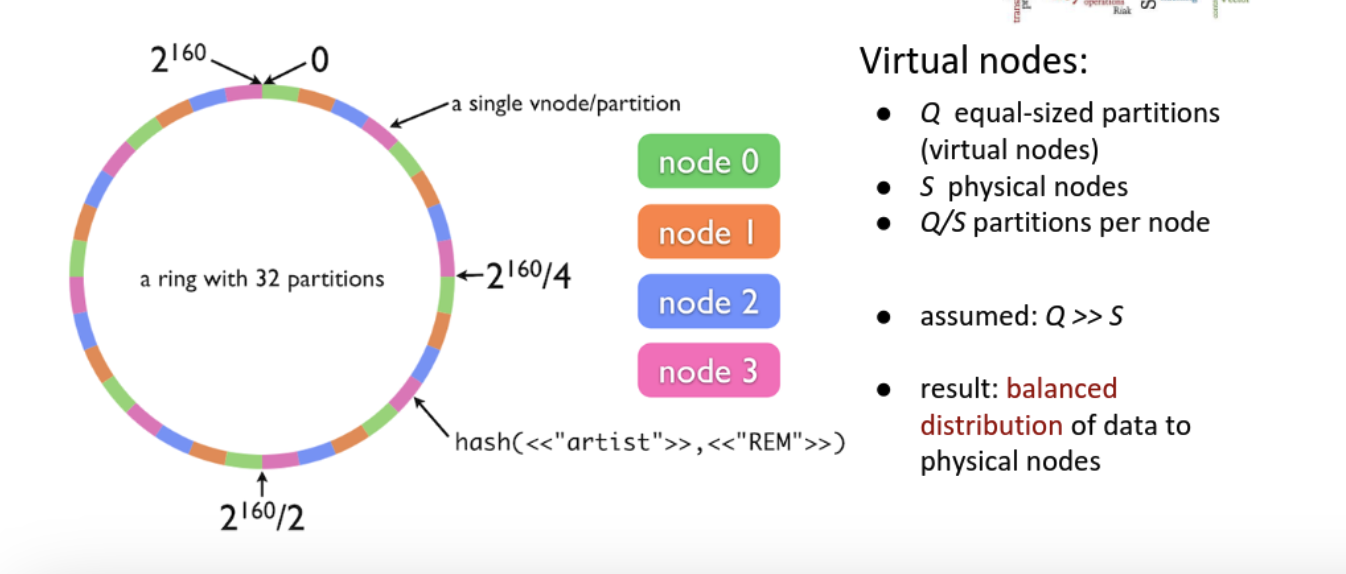 operations
Risk
2^160
0
a single vnode/partition
node 0
node 1
node 2
node 3
a ring with 32 partitions
2^160/4
hash(<<"artist">>,<<"REM">>)
2^160/2
Virtual nodes:
● Q equal-sized partitions
(virtual nodes)
● S physical nodes
● Q/S partitions per node
● assumed: Q >> S
● result: balanced
distribution of data to
physical nodes